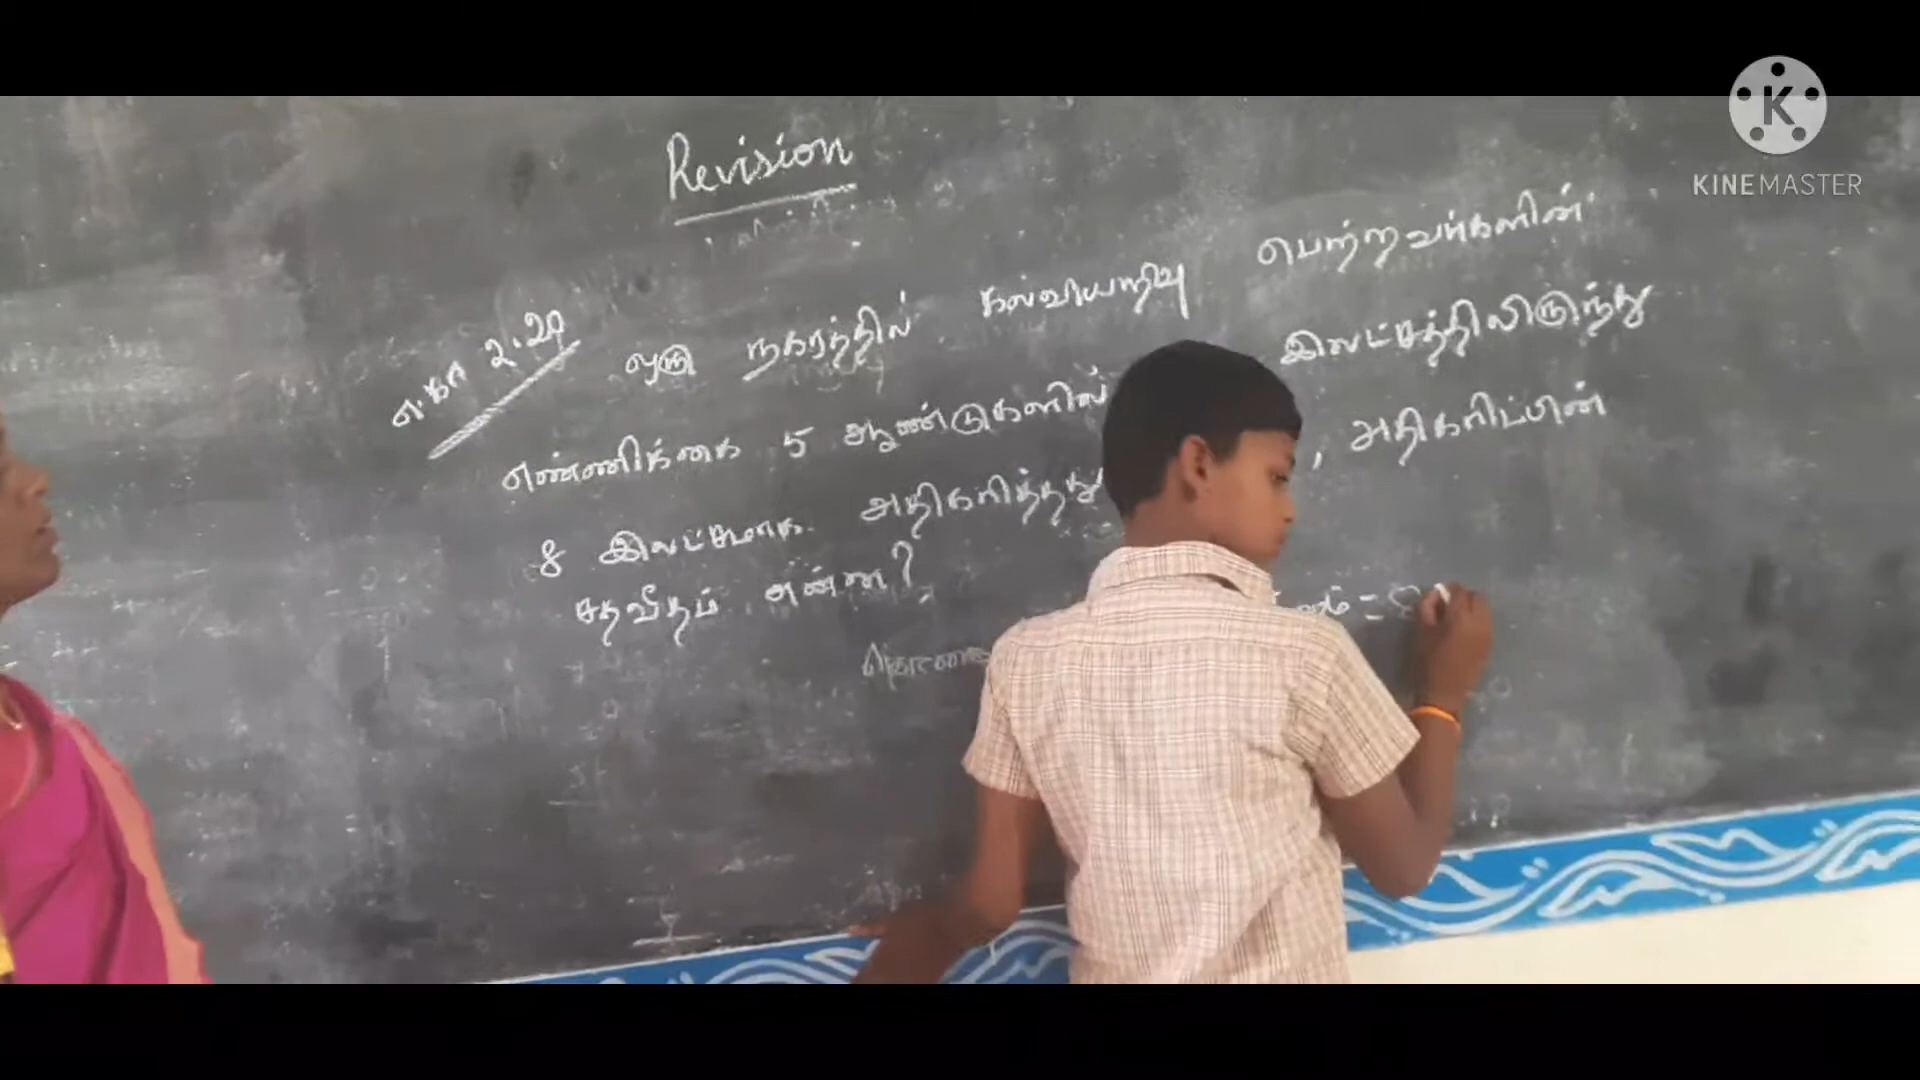 Revision
எ.கா 2.29 ஒரு நகரத்தில் கல்வியறிவு பெற்றவர்களின்
எண்ணிக்கை 5 ஆண்டுகளில் இலட்சத்திலிருந்து
8 இலட்சமாக அதிகரித்தது , அதிகரிப்பின்
சதவீதம் என்ன?
KINEMASTER